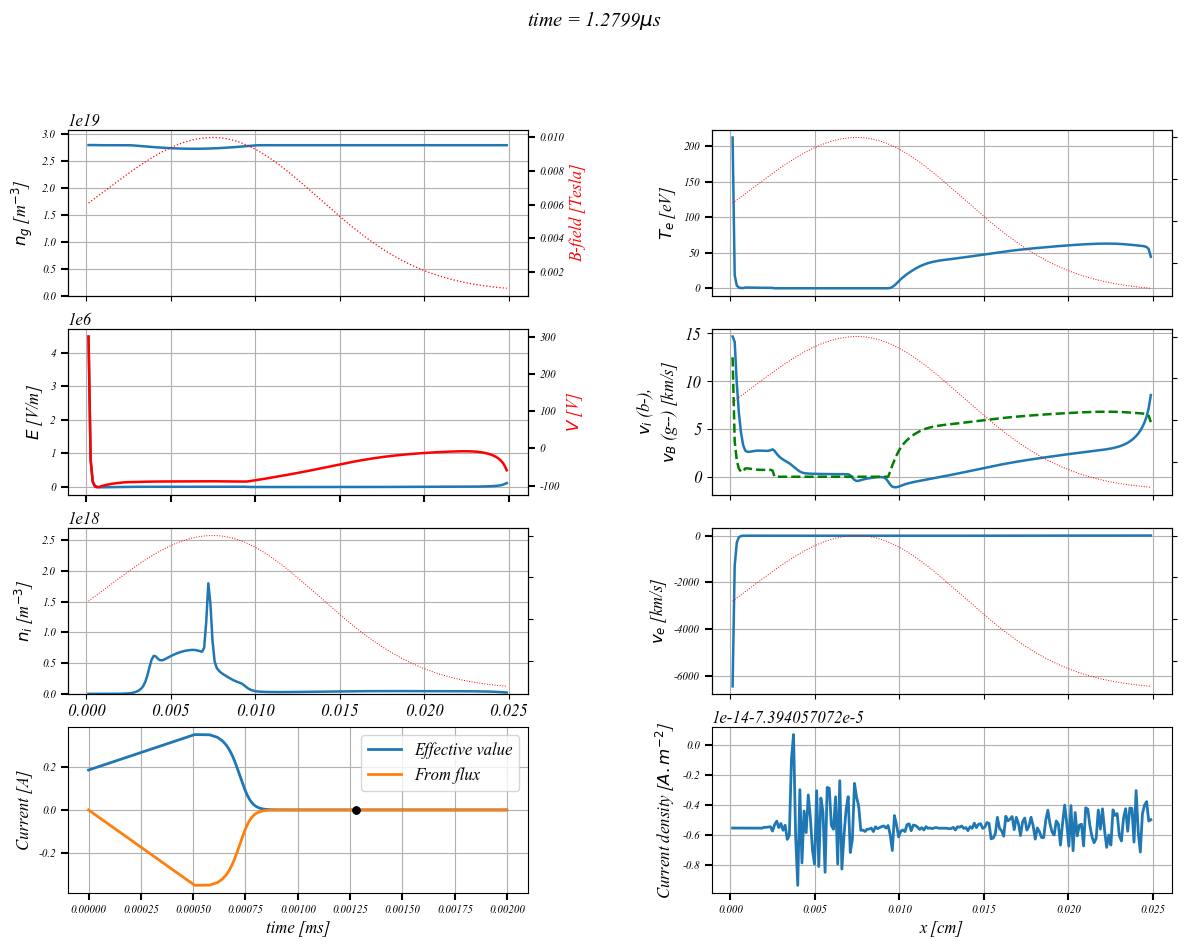 time = 1.2799μs
1e19
3.0
2.5
2.0
1.5
1.0
0.5
0.0
n_g [m^{-3}]
0.010
0.008
0.006
0.004
0.002
B-field [Tesla]
200
150
100
50
0
T_e [eV]
1e6
4
3
2
1
0
E [V/m]
300
200
100
0
-100
V [V]
15
10
5
0
v_i (b-),
v_B (g--) [km/s]
1e18
2.5
2.0
1.5
1.0
0.5
0.0
n_i [m^{-3}]
0.000 0.005 0.010 0.015 0.020 0.025
0
-2000
-4000
-6000
v_e [km/s]
0.2
0.0
-0.2
Current [A]
Effective value
From flux
0.00000 0.00025 0.00050 0.00075 0.00100 0.00125 0.00150 0.00175 0.00200
time [ms]
1e-14-7.394057072e-5
0.0
-0.2
-0.4
-0.6
-0.8
Current density [A.m^{-2}]
0.000 0.005 0.010 0.015 0.020 0.025
x [cm]